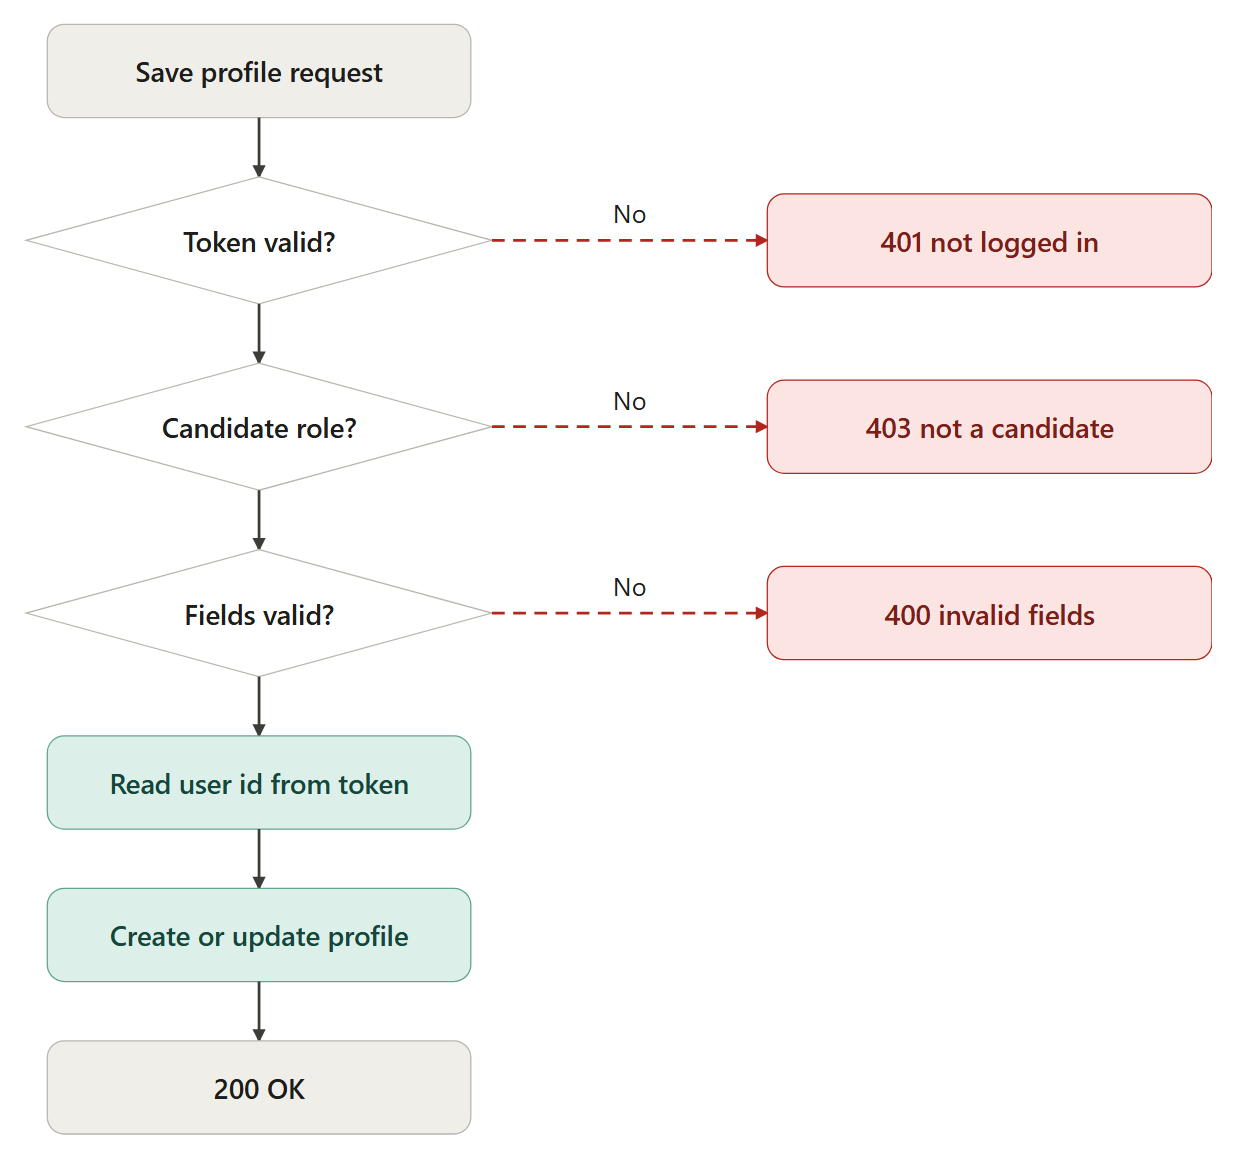 Save profile request
Token valid?
No
401 not logged in
Candidate role?
No
403 not a candidate
Fields valid?
No
400 invalid fields
Read user id from token
Create or update profile
200 OK